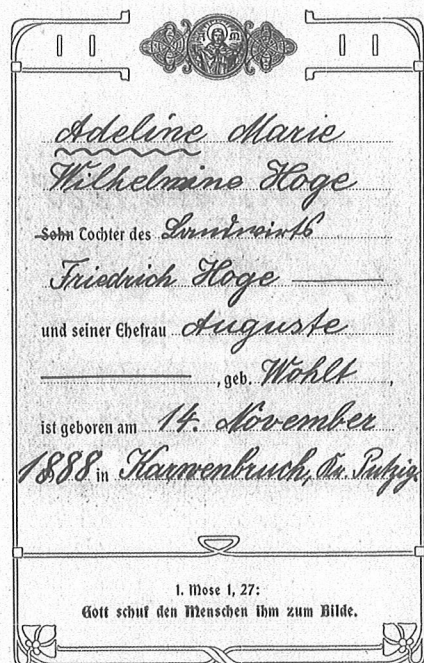 Adeline Marie
Wilhelmine Hoge
Sohn Tochter des Landwirts
Friedrich Hoge
und seiner Ehefrau Auguste
, geb. Wohlt,
ist geboren am 14. November
1888 in Karwenbruch, Kr. Putzig.
1. Mose 1, 27:
Gott schuf den Menschen ihm zum Bilde.